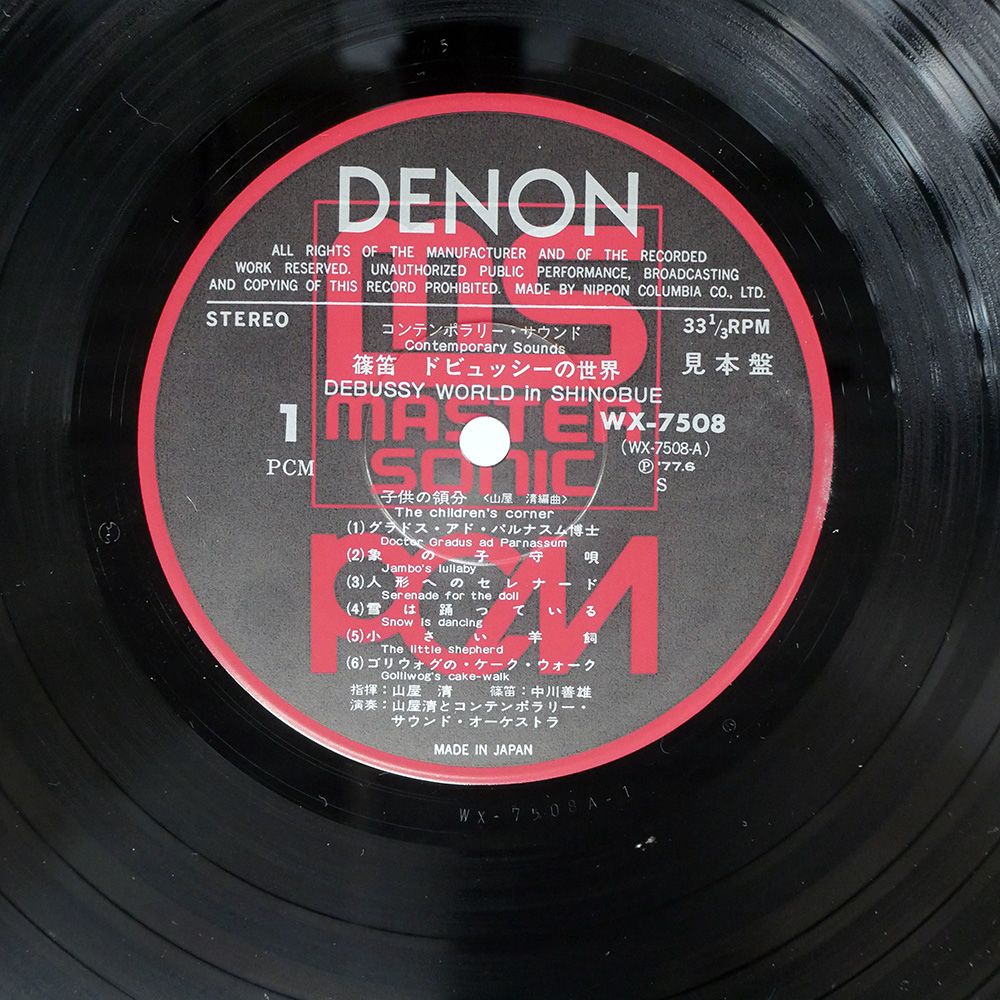 DENON
ALL RIGHTS OF THE MANUFACTURER AND OF THE RECORDED
WORK RESERVED. UNAUTHORIZED PUBLIC PERFORMANCE, BROADCASTING
AND COPYING OF THIS RECORD PROHIBITED. MADE BY NIPPON COLUMBIA CO., LTD.
STEREO
33 1/3 RPM
コンテンポラリー・サウンド
Contemporary Sounds
篠笛 ドビュッシーの世界
見本盤
DEBUSSY WORLD in SHINOBUE
MS
MASTER
SONIC
PCM
1
PCM
WX-7508
(WX-7508-A)
Ⓟ'77.6
S
子供の領分 <山屋 清編曲>
The children's corner
(1)グラドス・アド・パルナスム博士
Docter Gradus ad Parnassum
(2)象の子守唄
Jambo's lullaby
(3)人形へのセレナード
Serenade for the doll
(4)雪は踊っている
Snow is dancing
(5)小さい羊飼
The little shepherd
(6)ゴリウォグの・ケーク・ウォーク
Golliwog's cake-walk
指揮:山屋 清 篠笛:中川善雄
演奏:山屋清とコンテンポラリー・
サウンド・オーケストラ
MADE IN JAPAN
WX-7508A-1